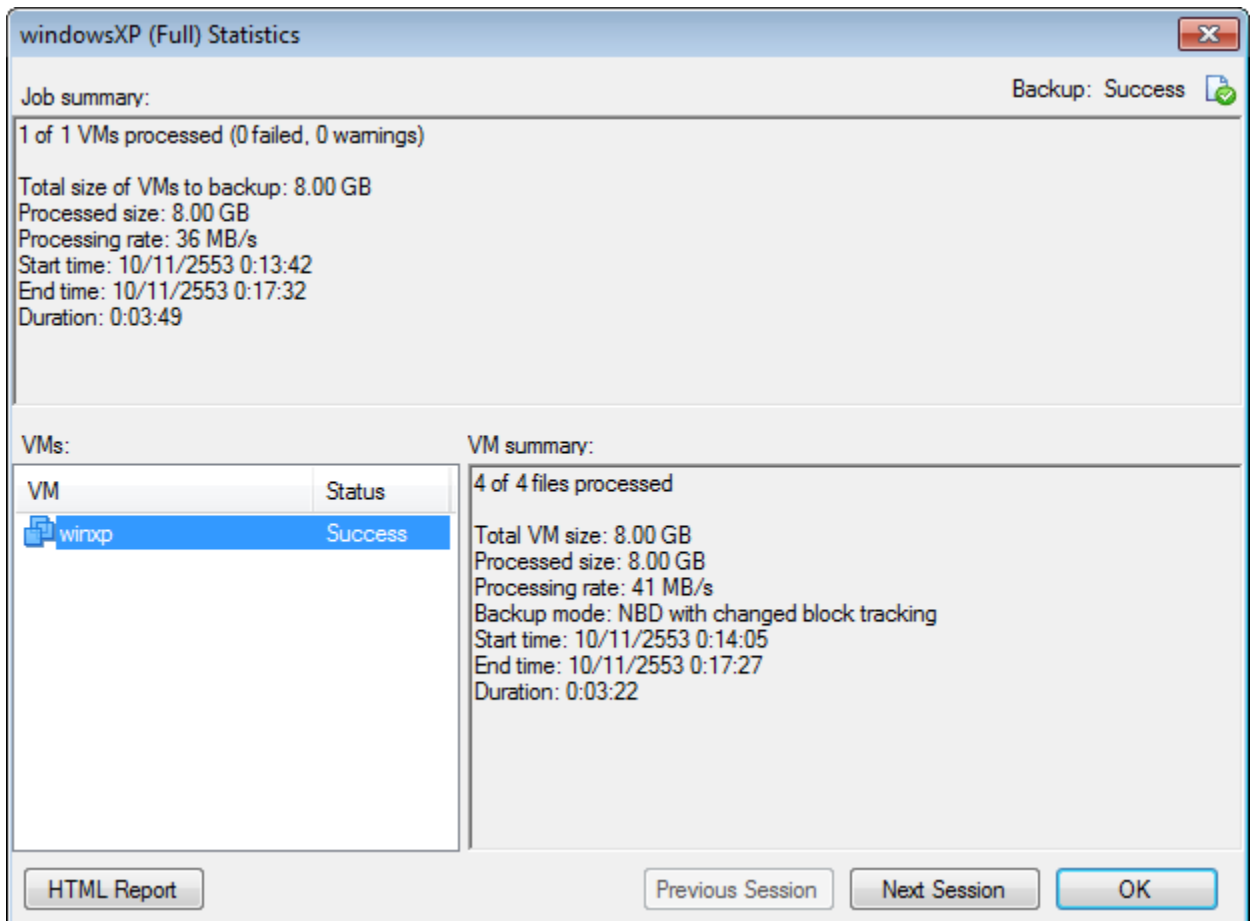 windowsXP (Full) Statistics
Job summary:
Backup: Success
1 of 1 VMs processed (0 failed, 0 warnings)
Total size of VMs to backup: 8.00 GB
Processed size: 8.00 GB
Processing rate: 36 MB/s
Start time: 10/11/2553 0:13:42
End time: 10/11/2553 0:17:32
Duration: 0:03:49
VMs:
VM Status
winxp Success
VM summary:
4 of 4 files processed
Total VM size: 8.00 GB
Processed size: 8.00 GB
Processing rate: 41 MB/s
Backup mode: NBD with changed block tracking
Start time: 10/11/2553 0:14:05
End time: 10/11/2553 0:17:27
Duration: 0:03:22
HTML Report
Previous Session
Next Session
OK